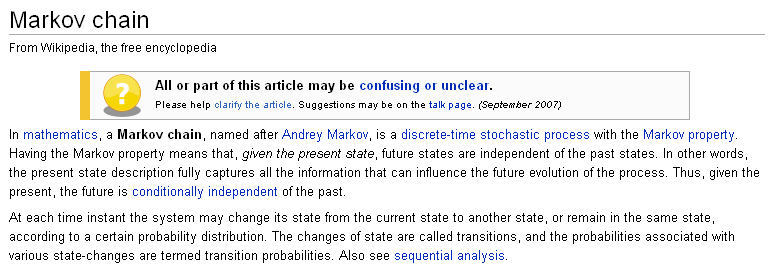 Markov chain
From Wikipedia, the free encyclopedia
?
All or part of this article may be confusing or unclear.
Please help clarify the article. Suggestions may be on the talk page. (September 2007)
In mathematics, a Markov chain, named after Andrey Markov, is a discrete-time stochastic process with the Markov property.
Having the Markov property means that, given the present state, future states are independent of the past states. In other words,
the present state description fully captures all the information that can influence the future evolution of the process. Thus, given the
present, the future is conditionally independent of the past.
At each time instant the system may change its state from the current state to another state, or remain in the same state,
according to a certain probability distribution. The changes of state are called transitions, and the probabilities associated with
various state-changes are termed transition probabilities. Also see sequential analysis.